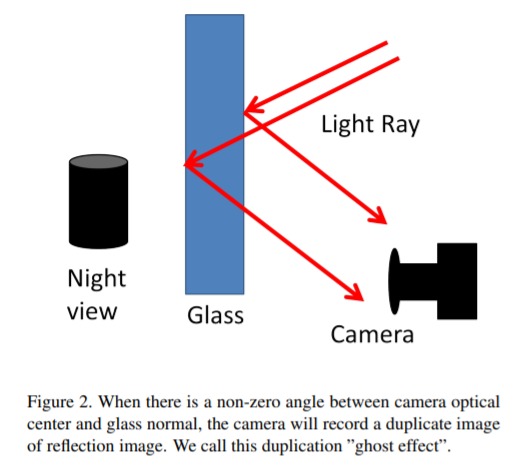 Light Ray
Night
view
Glass
Camera
Figure 2. When there is a non-zero angle between camera optical
center and glass normal, the camera will record a duplicate image
of reflection image. We call this duplication ”ghost effect”.